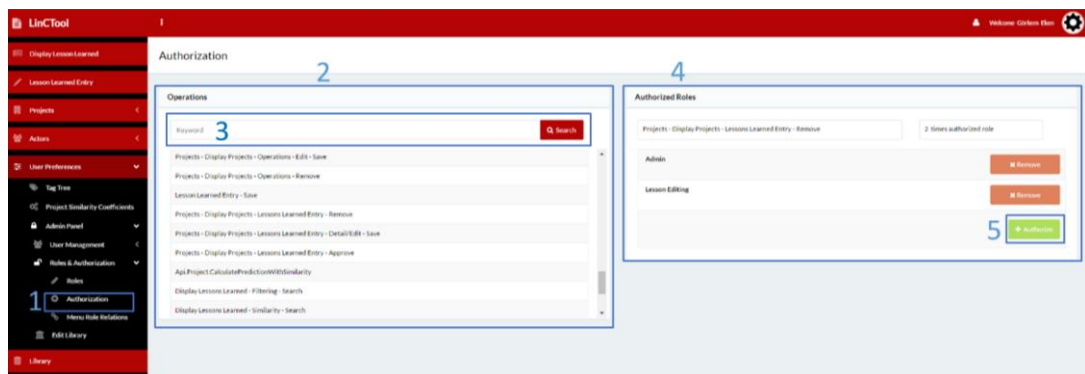 LinCTool
Welcome Görkem Eken
Display Lesson Learned
Lesson Learned Entry
Projects
Actors
User Preferences
Tag Tree
Project Similarity Coefficients
Admin Panel
User Management
Roles & Authorization
Roles
1
Authorization
Menu Role Relations
Edit Library
Library
Authorization
2
Operations
Keyword
3
Search
Projects - Display Projects - Operations - Edit - Save
Projects - Display Projects - Operations - Remove
Lesson Learned Entry - Save
Projects - Display Projects - Lessons Learned Entry - Remove
Projects - Display Projects - Lessons Learned Entry - Detail/Edit - Save
Projects - Display Projects - Lessons Learned Entry - Approve
Api.Project.CalculatePredictionWithSimilarity
Display Lessons Learned - Filtering - Search
Display Lessons Learned - Similarity - Search
4
Authorized Roles
Projects - Display Projects - Lessons Learned Entry - Remove
2 times authorized role
Admin
Remove
Lesson Editing
Remove
5
Authorize